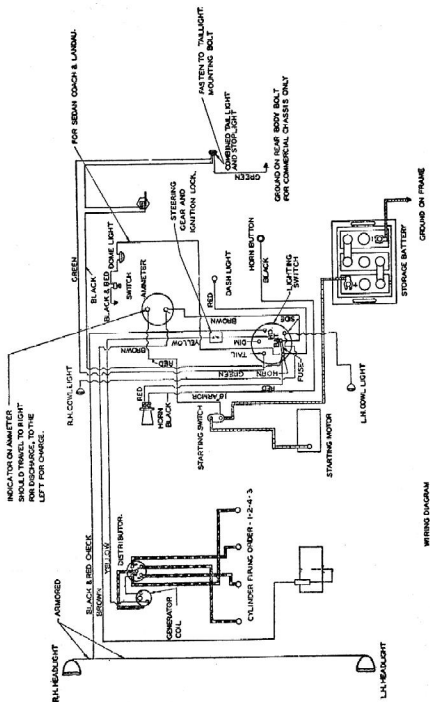 R.H. HEADLIGHT
ARMORED
BLACK & RED CHECK
BROWN
YELLOW
L.H. HEADLIGHT
DISTRIBUTOR.
GENERATOR
COIL
CYLINDER FIRING ORDER - 1-2-4-3
INDICATOR ON AMMETER
SHOULD TRAVEL TO RIGHT
FOR DISCHARGE, TO THE
LEFT FOR CHARGE.
R.H. COWL LIGHT
RED
HORN
BLACK
18 ARMOR
STARTING SWITCH
STARTING MOTOR
L.H. COWL LIGHT
BROWN
YELLOW
RED
GREEN
HORN
RED
FUSE
TAIL
DIM
BAT
SIDE
LIGHTING
SWITCH
BROWN
AMMETER
BLACK & RED
SWITCH
DOME LIGHT
BLACK
GREEN
RED
DASH LIGHT
HORN BUTTON
BLACK
STEERING
GEAR AND
IGNITION LOCK.
FOR SEDAN COACH & LANDAU.
FASTEN TO TAILLIGHT
MOUNTING BOLT
COMBINED TAIL LIGHT
AND STOPLIGHT
GREEN
GROUND ON REAR BODY BOLT
FOR COMMERCIAL CHASSIS ONLY
STORAGE BATTERY
GROUND ON FRAME
WIRING DIAGRAM